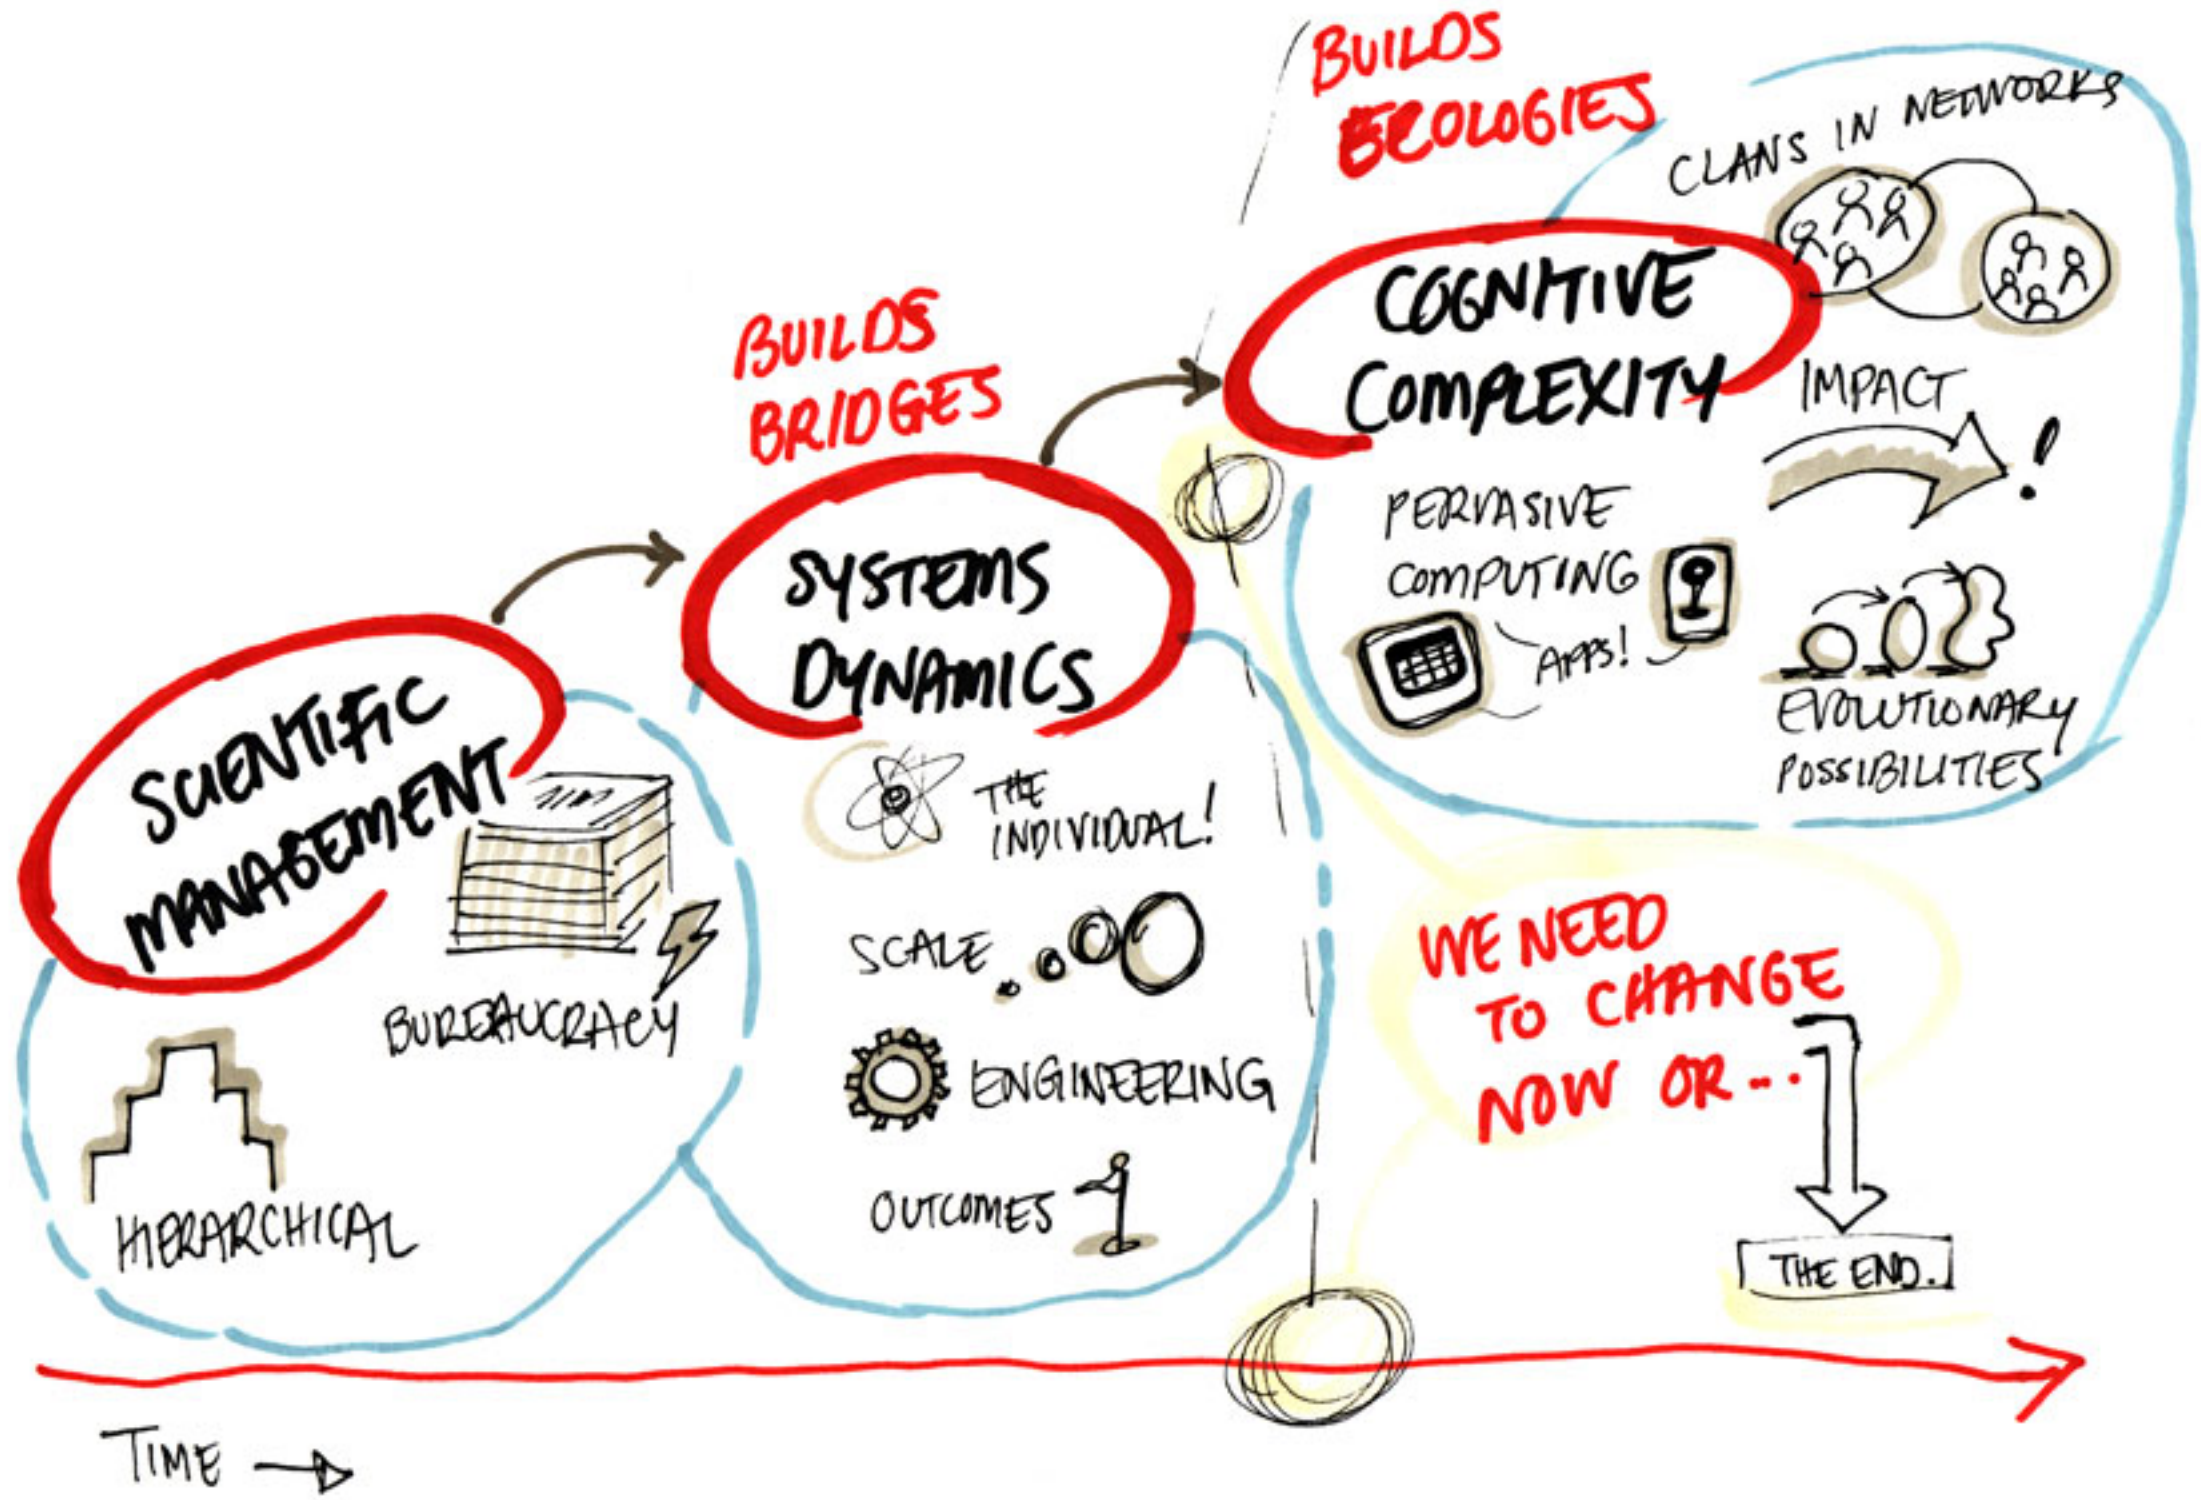 BUILDS
ECOLOGIES
CLANS IN NETWORKS
COGNITIVE
COMPLEXITY
IMPACT
!
PERVASIVE
COMPUTING
APPS!
EVOLUTIONARY
POSSIBILITIES
BUILDS
BRIDGES
SYSTEMS
DYNAMICS
THE
INDIVIDUAL!
SCALE
ENGINEERING
OUTCOMES
SCIENTIFIC
MANAGEMENT
BUREAUCRACY
HIERARCHICAL
WE NEED
TO CHANGE
NOW OR...
THE END.
TIME